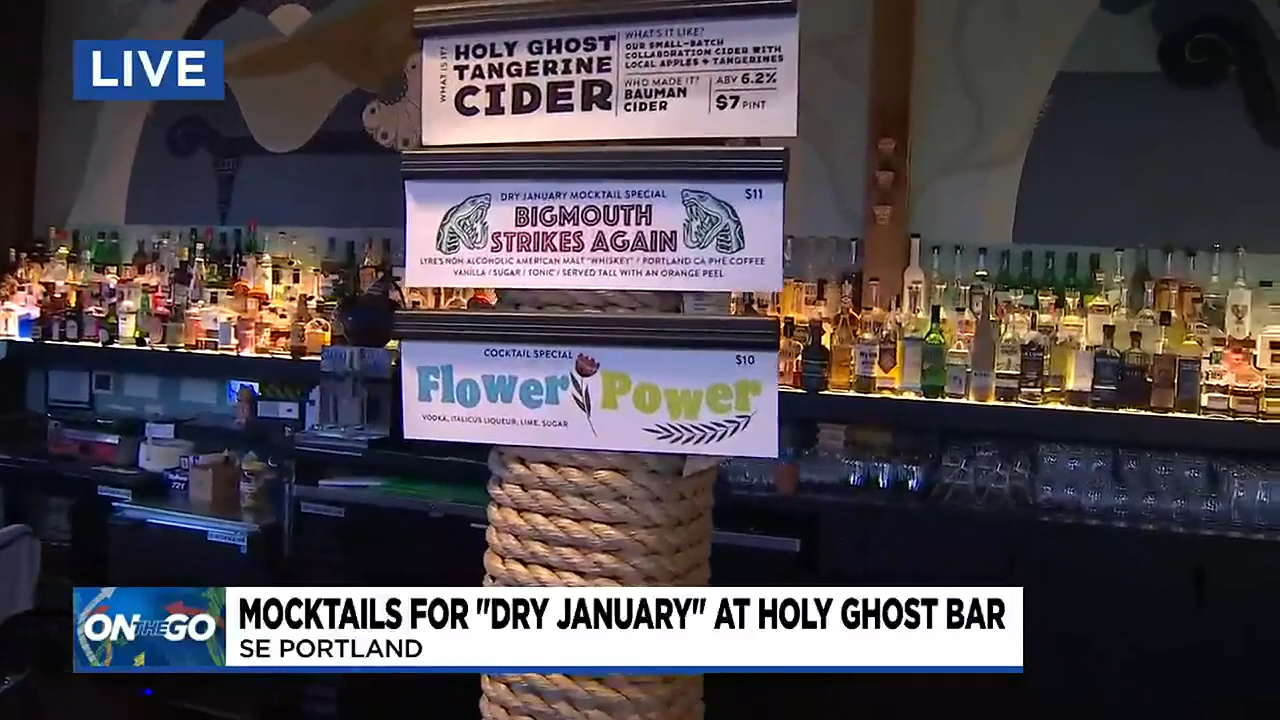 LIVE
WHAT IS IT?
HOLY GHOST
TANGERINE
CIDER
WHAT'S IT LIKE?
OUR SMALL-BATCH
COLLABORATION CIDER WITH
LOCAL APPLES + TANGERINES
WHO MADE IT?
BAUMAN
CIDER
ABV 6.2%
$7 PINT
DRY JANUARY MOCKTAIL SPECIAL
$11
BIGMOUTH
STRIKES AGAIN
LYRE'S NON-ALCOHOLIC AMERICAN MALT "WHISKEY" / PORTLAND CA PHE COFFEE
VANILLA / SUGAR / TONIC / SERVED TALL WITH AN ORANGE PEEL
COCKTAIL SPECIAL
$10
Flower Power
VODKA, ITALICUS LIQUEUR, LIME, SUGAR
ON THE GO
MOCKTAILS FOR "DRY JANUARY" AT HOLY GHOST BAR
SE PORTLAND